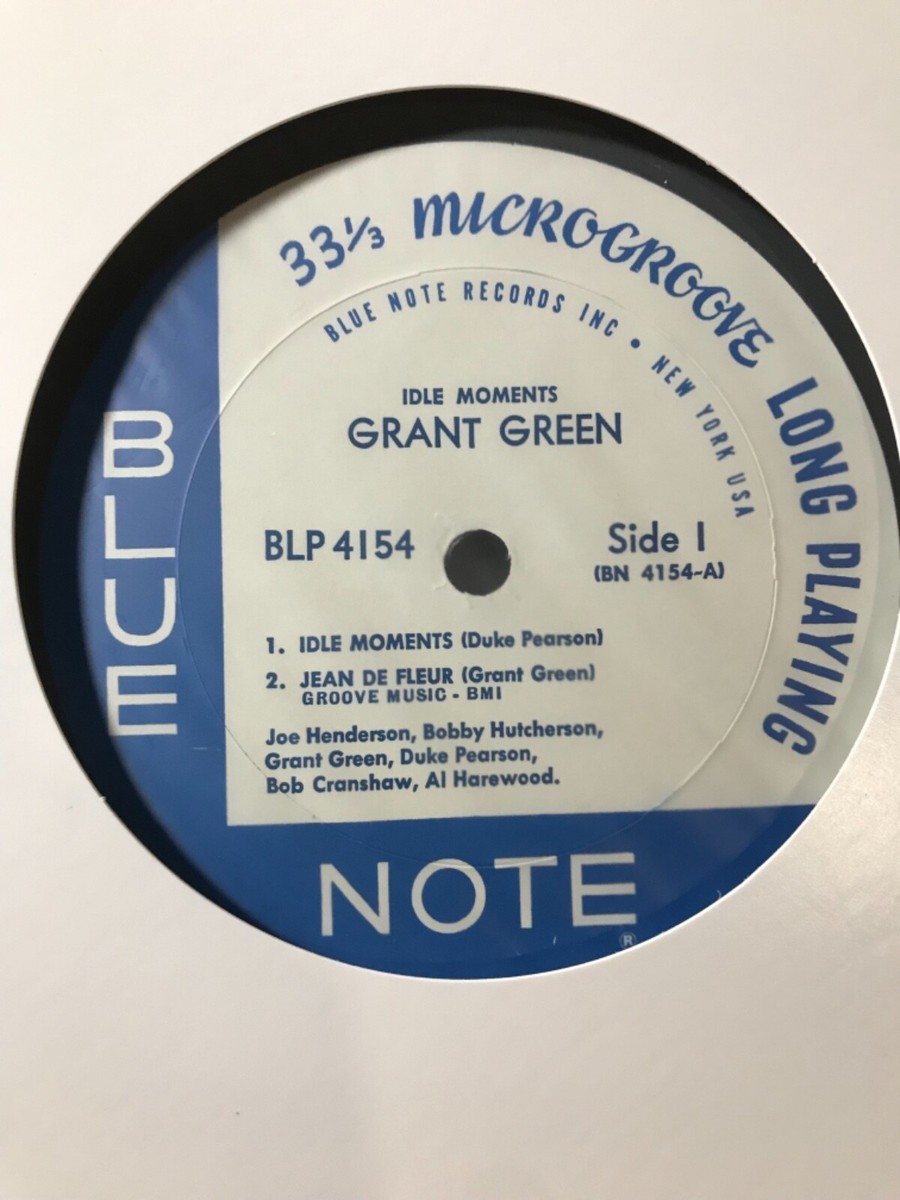 33⅓ MICROGROOVE LONG PLAYING
BLUE NOTE RECORDS INC • NEW YORK USA
IDLE MOMENTS
GRANT GREEN
BLP 4154
Side 1
(BN 4154-A)
1. IDLE MOMENTS (Duke Pearson)
2. JEAN DE FLEUR (Grant Green)
GROOVE MUSIC - BMI
Joe Henderson, Bobby Hutcherson,
Grant Green, Duke Pearson,
Bob Cranshaw, Al Harewood.
BLUE
NOTE
®